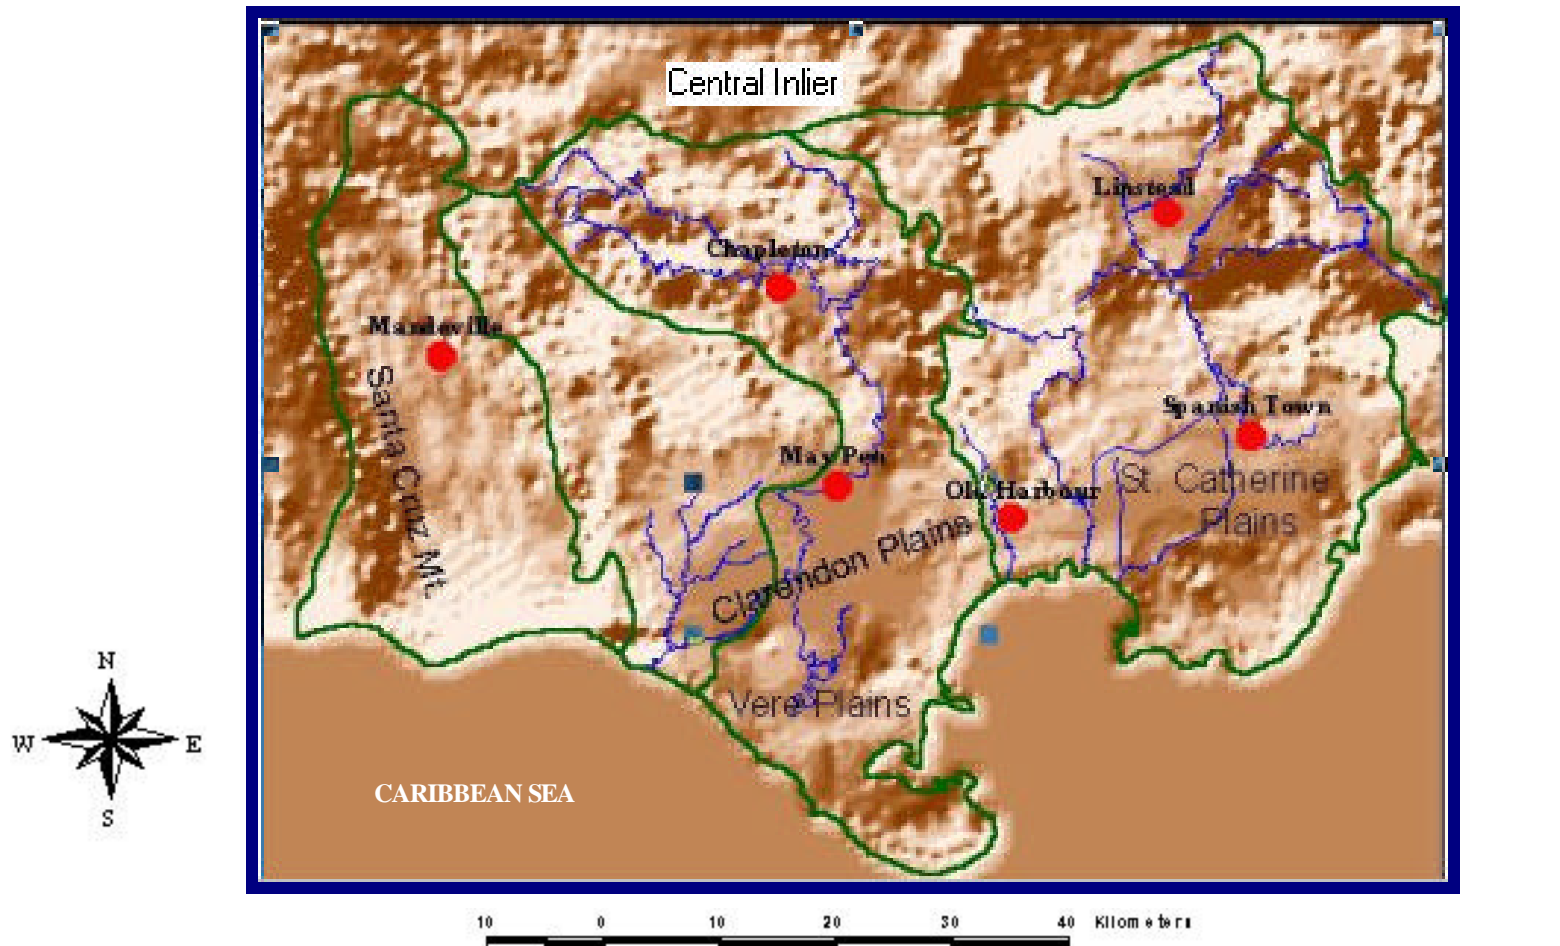 Central Inlier
Linstead
Chapleton
Mandeville
Santa Cruz Mt.
Spanish Town
May Pen
Old Harbour
St. Catherine
Plains
Clarendon Plains
Vere Plains
N
W
E
S
CARIBBEAN SEA
10 0 10 20 30 40 Kilometers